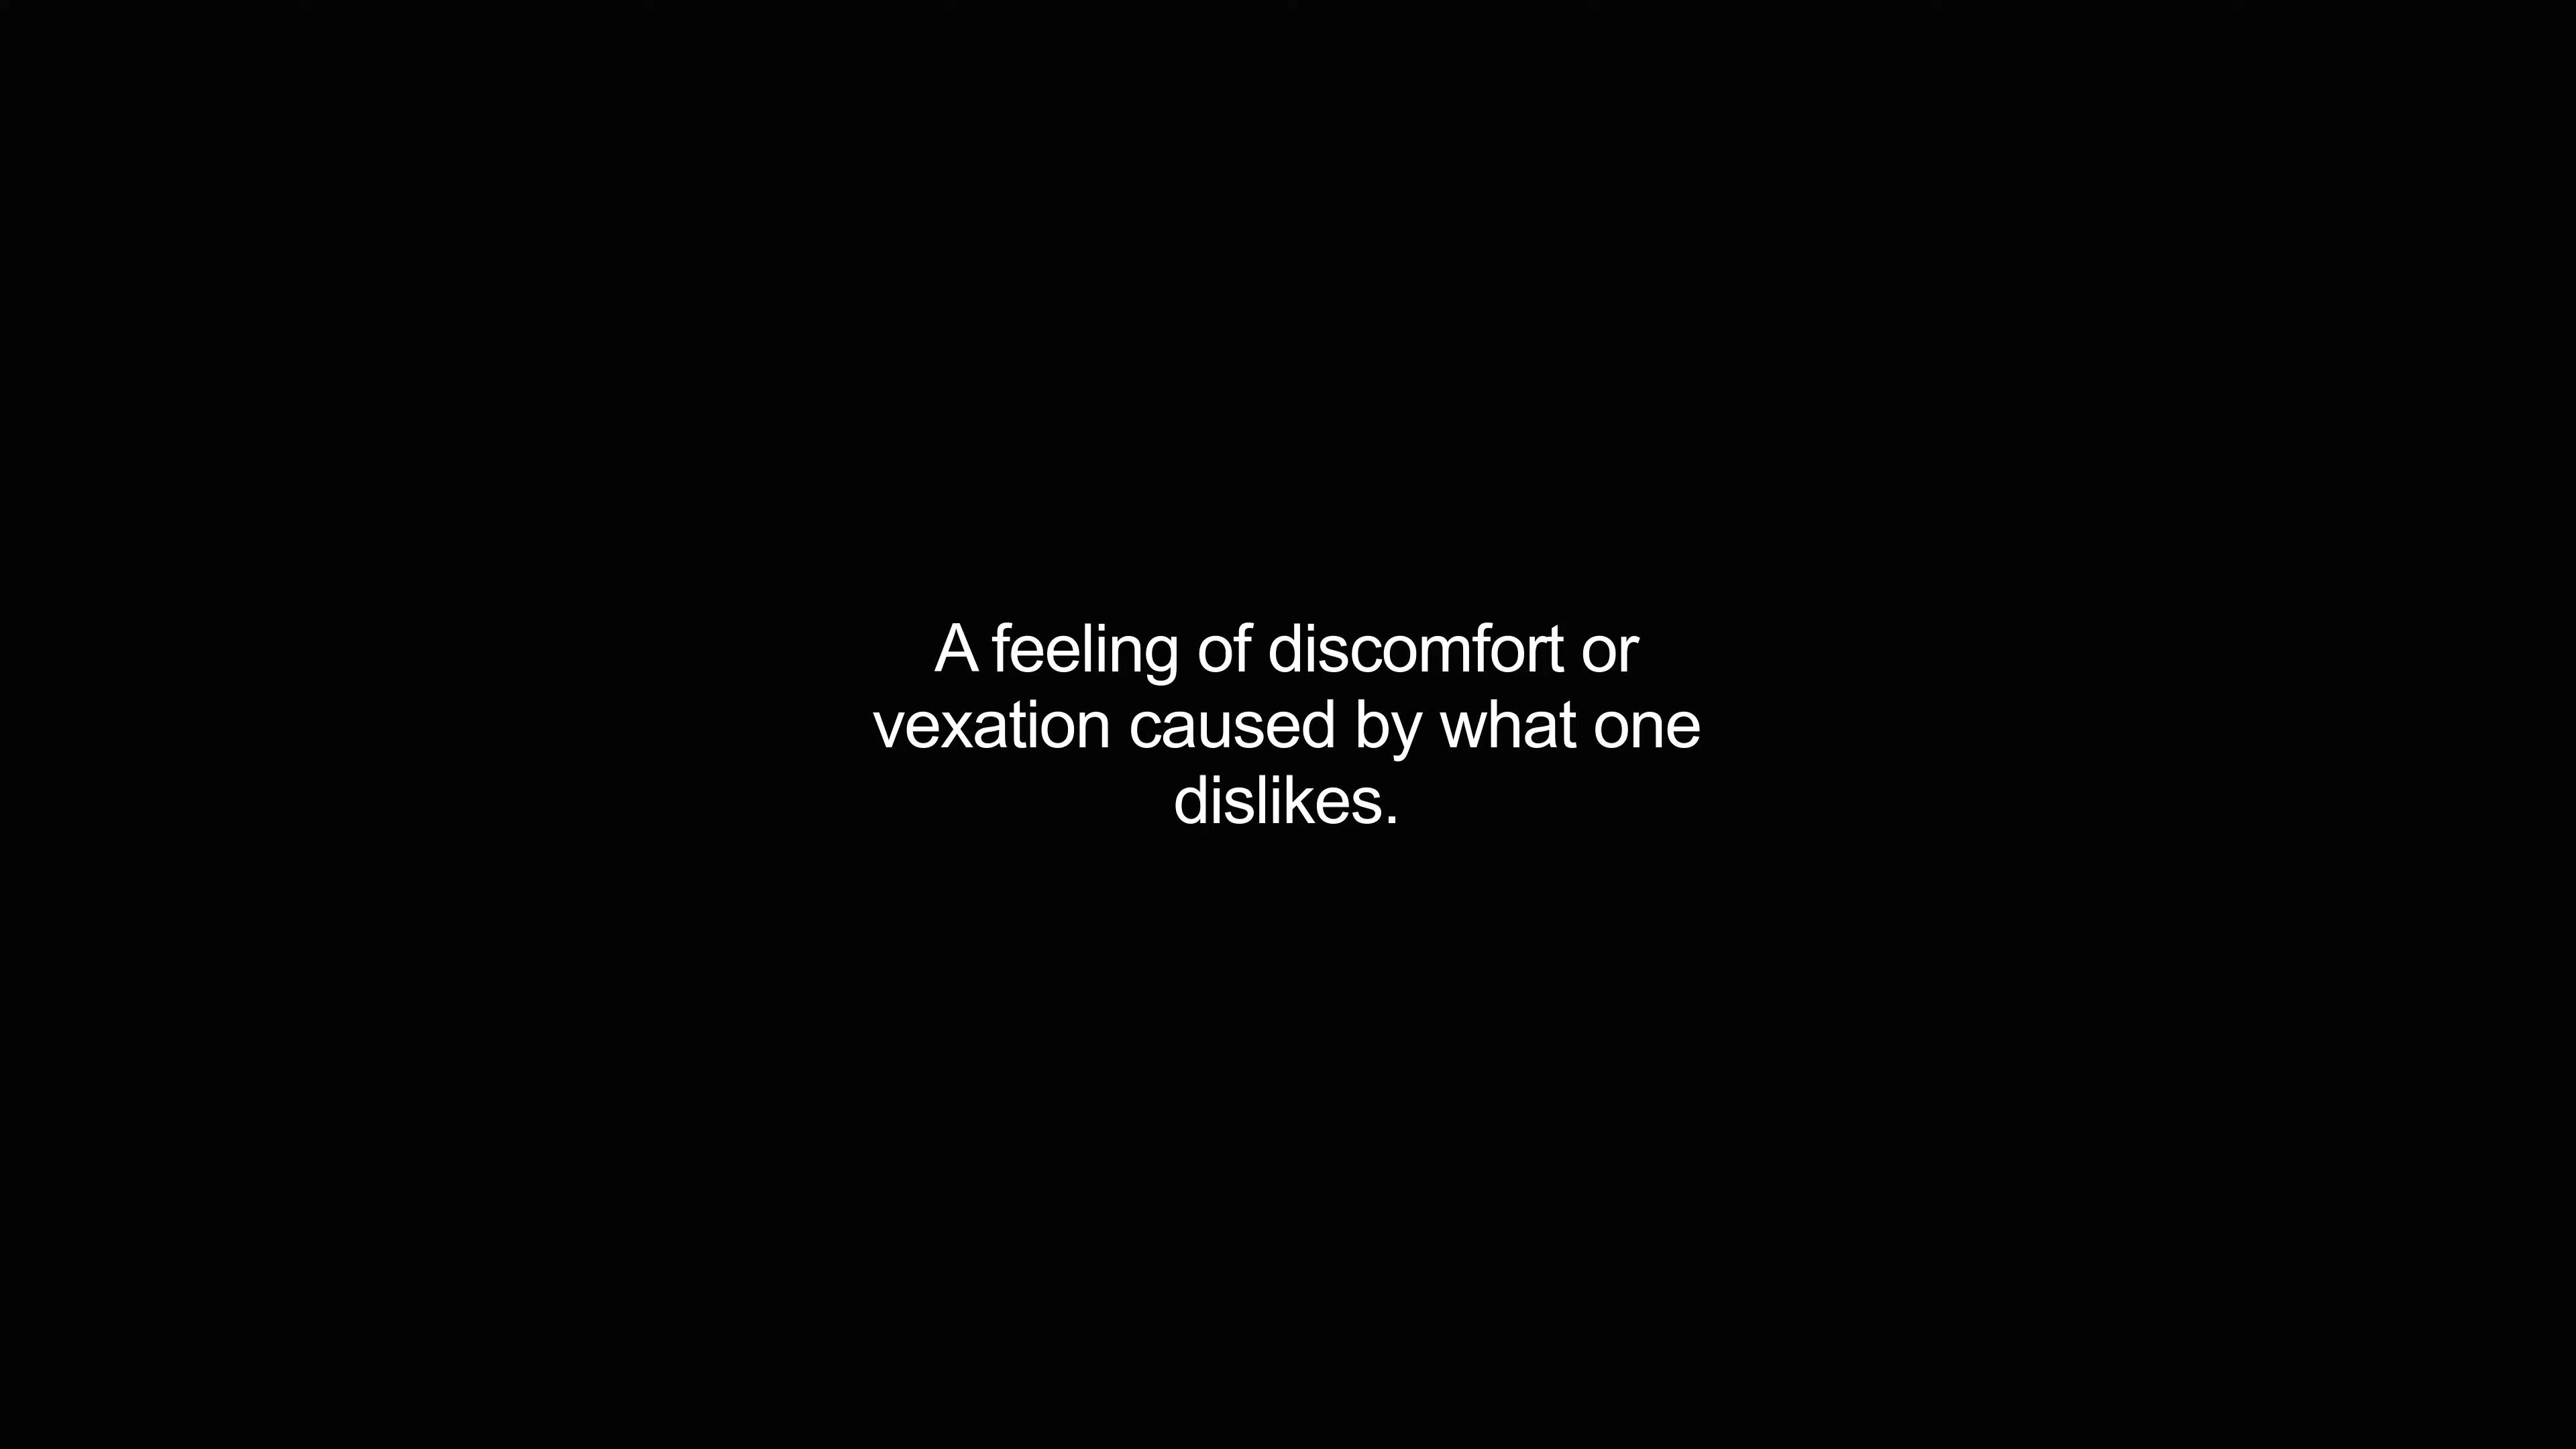 A feeling of discomfort or
vexation caused by what one
dislikes.